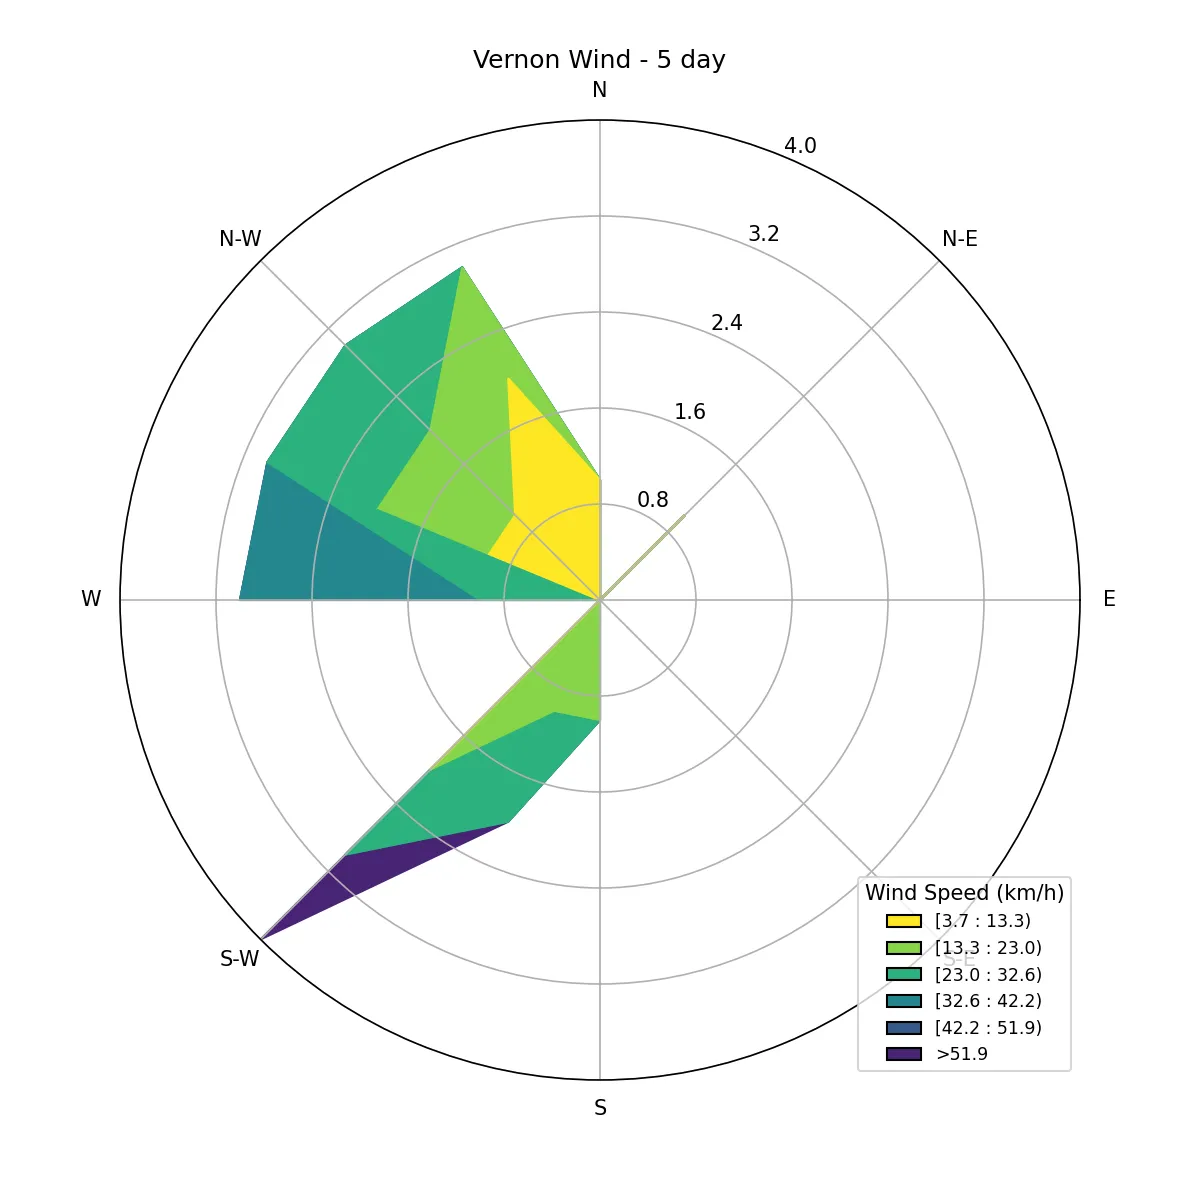 Vernon Wind - 5 day
N
4.0
N-W
3.2
N-E
2.4
1.6
0.8
W
E
S-W
S-E
Wind Speed (km/h)
[3.7 : 13.3)
[13.3 : 23.0)
[23.0 : 32.6)
[32.6 : 42.2)
[42.2 : 51.9)
>51.9
S